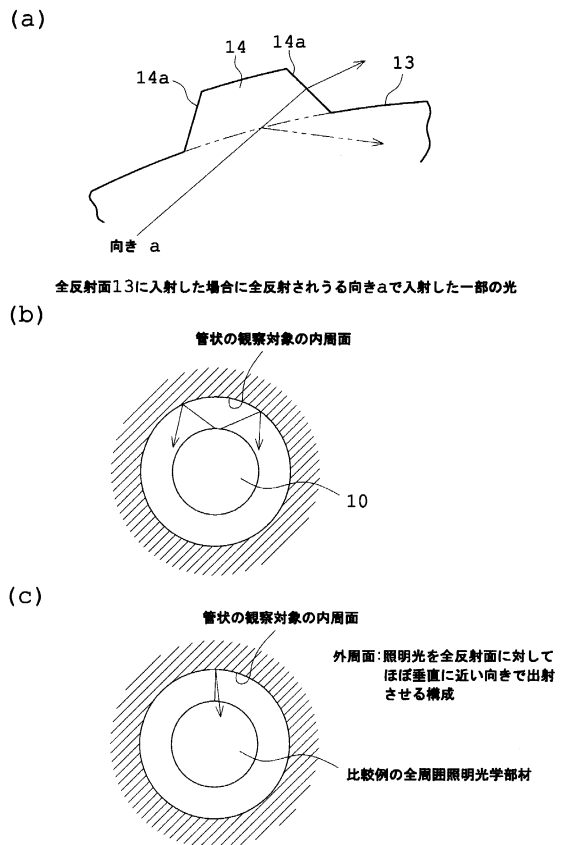 (a)
14a
14
14a
13
向き a
全反射面13に入射した場合に全反射されうる向きaで入射した一部の光
(b)
管状の観察対象の内周面
10
(c)
管状の観察対象の内周面
外周面:照明光を全反射面に対して
ほぼ垂直に近い向きで出射
させる構成
比較例の全周囲照明光学部材